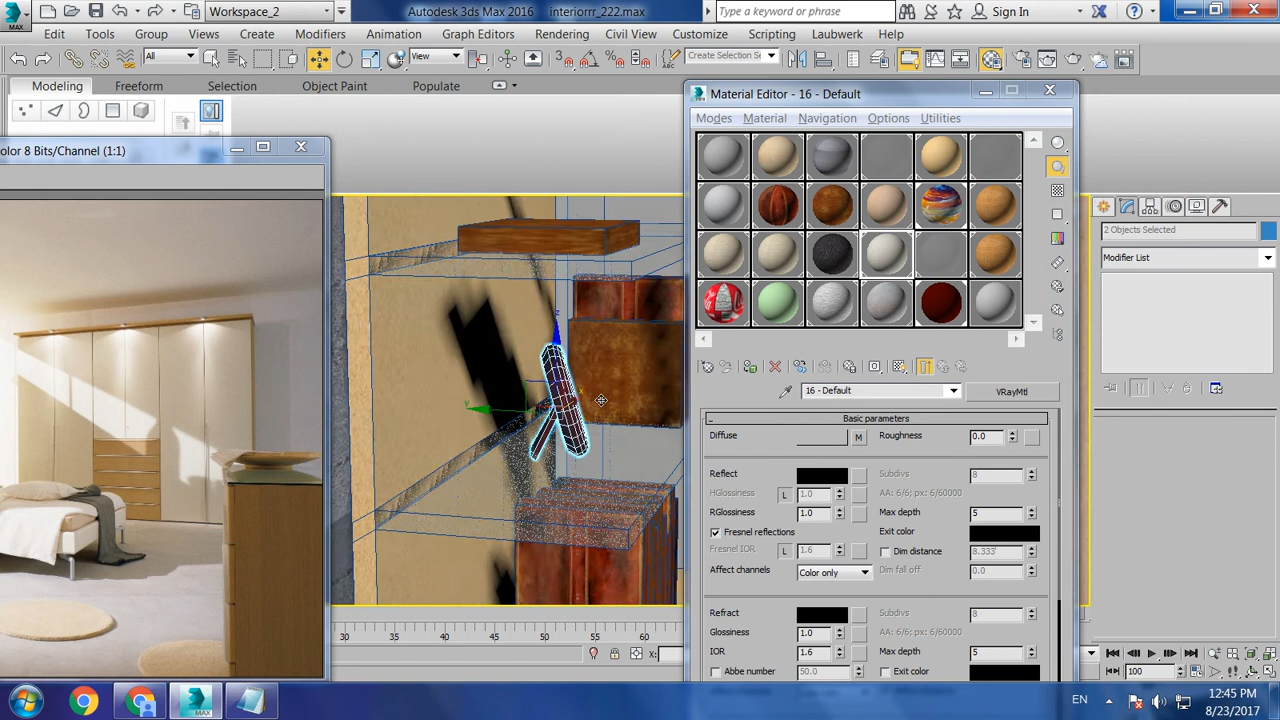 MAX
Workspace_2
Autodesk 3ds Max 2016
interiorrr_222.max
Type a keyword or phrase
Sign In
Edit
Tools
Group
Views
Create
Modifiers
Animation
Graph Editors
Rendering
Civil View
Customize
Scripting
Laubwerk
Help
All
View
Create Selection Se
Modeling
Freeform
Selection
Object Paint
Populate
olor 8 Bits/Channel (1:1)
Material Editor - 16 - Default
Modes
Material
Navigation
Options
Utilities
2 Objects Selected
Modifier List
16 - Default
VRayMtl
Basic parameters
Diffuse
M
Roughness
0.0
Reflect
Subdivs
8
HGlossiness
L
1.0
AA: 6/6; px: 6/60000
RGlossiness
1.0
Max depth
5
Fresnel reflections
Exit color
Fresnel IOR
L
1.6
Dim distance
8.333'
Affect channels
Color only
Dim fall off
0.0
Refract
Subdivs
8
Glossiness
1.0
AA: 6/6; px: 6/60000
IOR
1.6
Max depth
5
Abbe number
50.0
Exit color
30
35
40
45
50
55
60
X:
100
EN
12:45 PM
8/23/2017